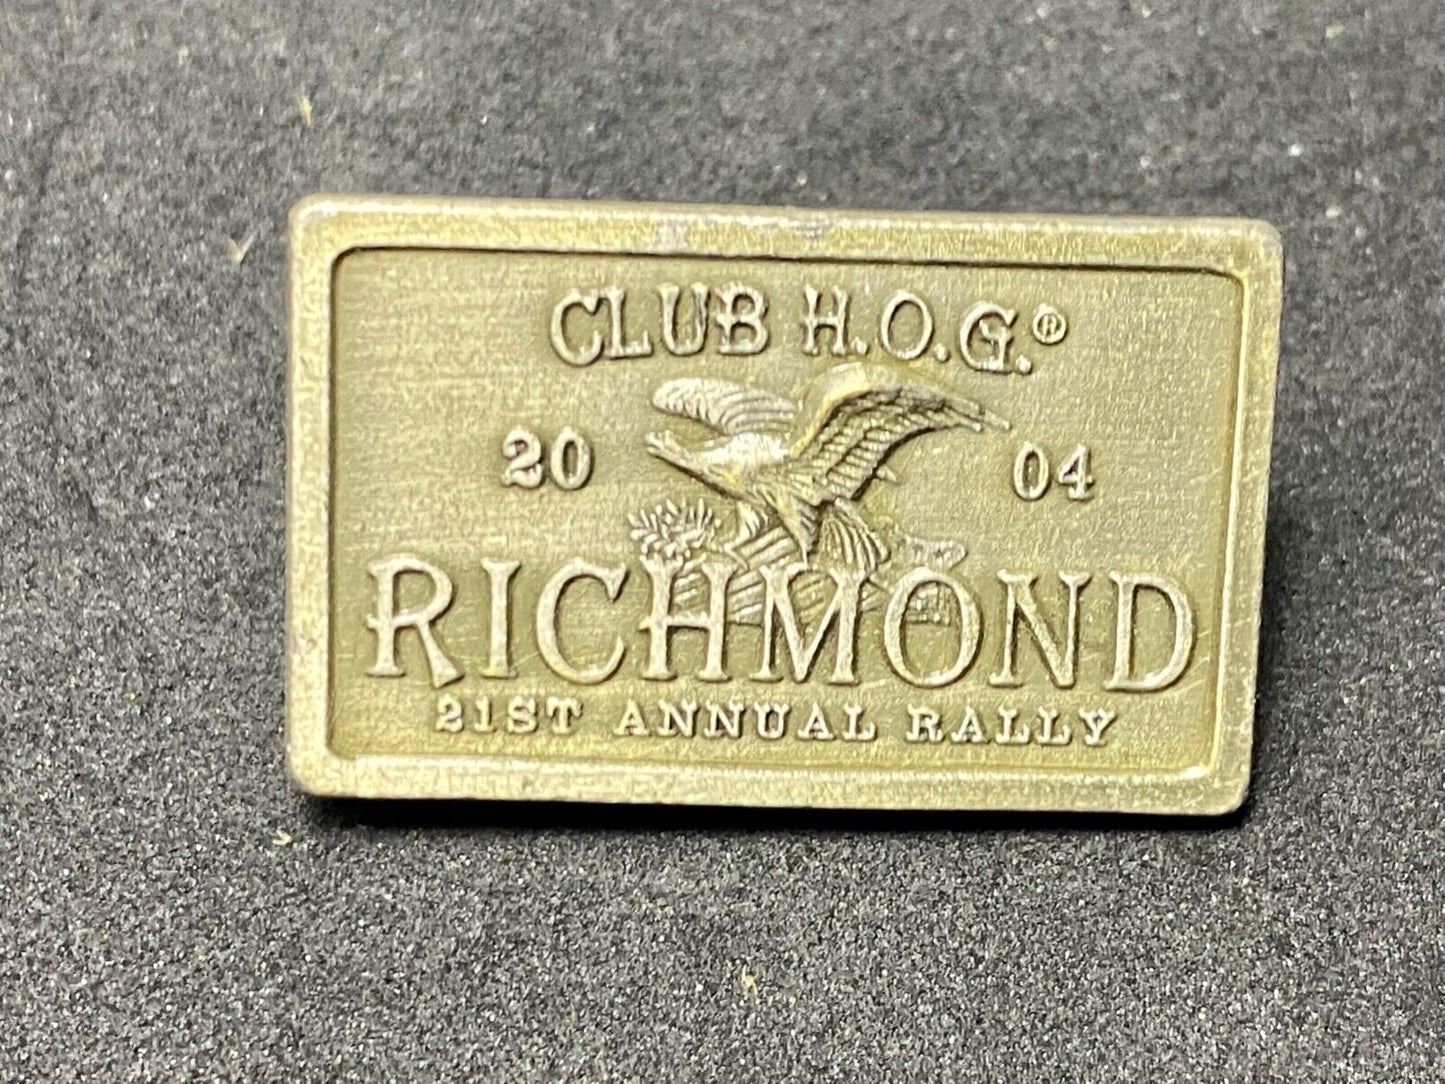 CLUB H.O.G.®
20 04
RICHMOND
21ST ANNUAL RALLY